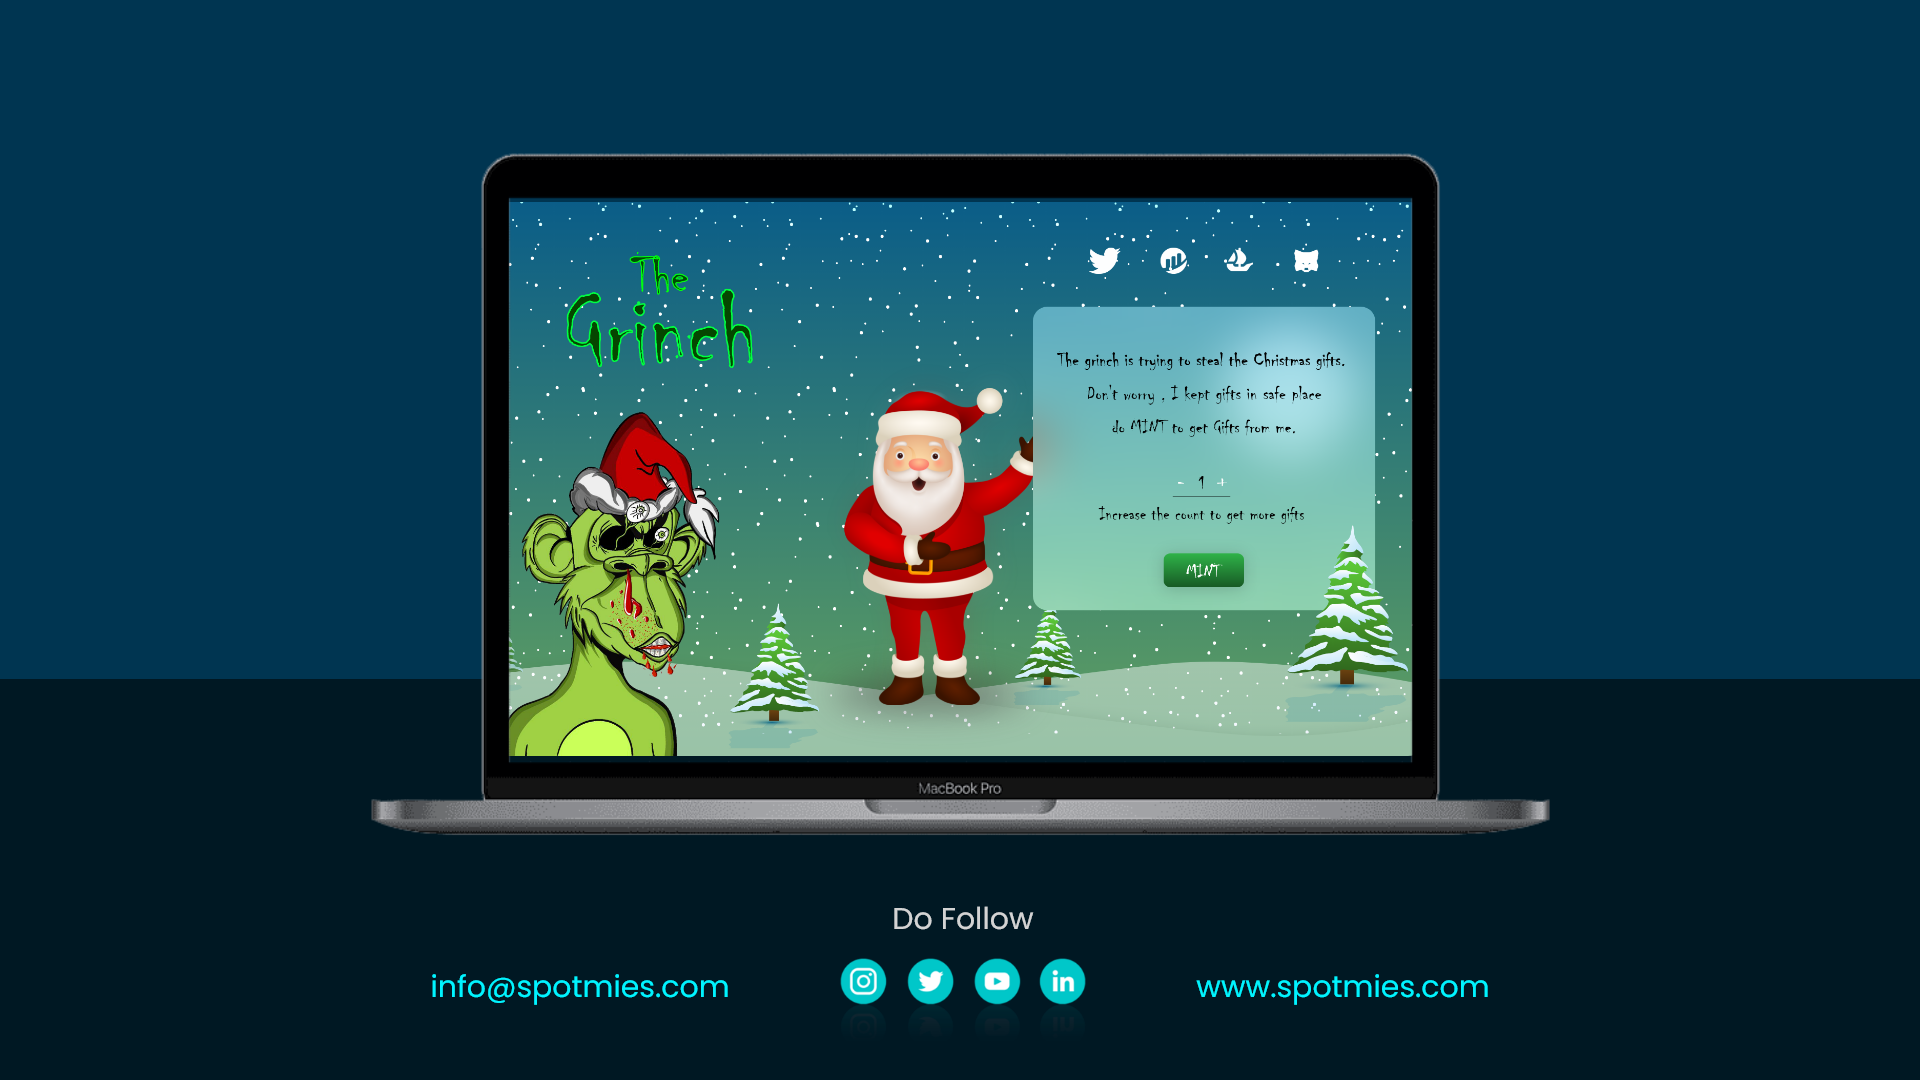 The
Grinch
The grinch is trying to steal the Christmas gifts.
Don't worry , I kept gifts in safe place
do MINT to get Gifts from me.
- 1 +
Increase the count to get more gifts
MINT
MacBook Pro
Do Follow
info@spotmies.com
www.spotmies.com